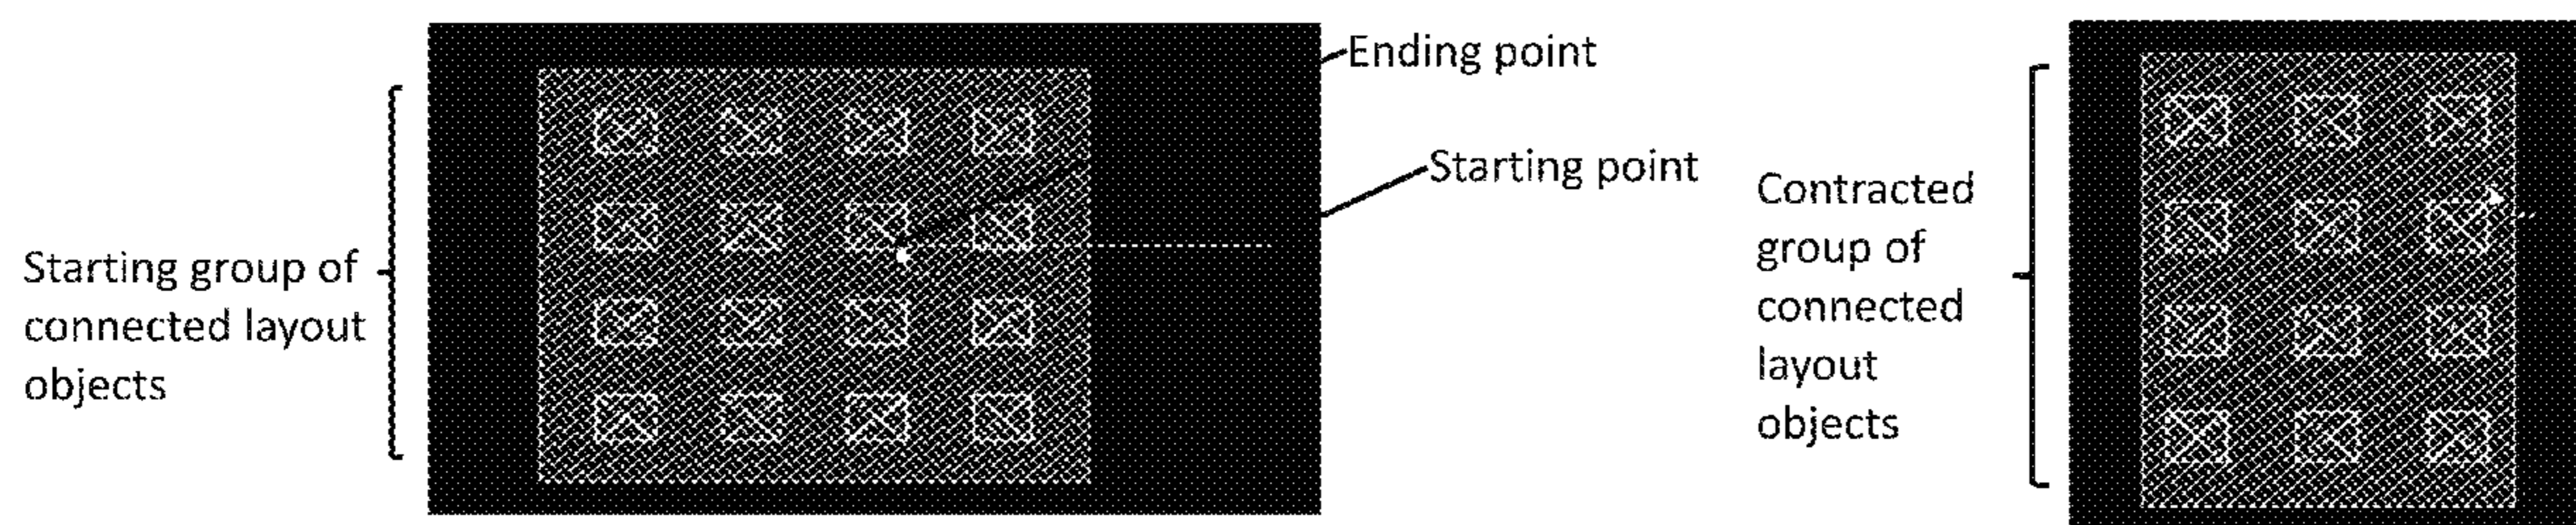 Starting group of
connected layout
objects
Ending point
Starting point
Contracted
group of
connected
layout
objects